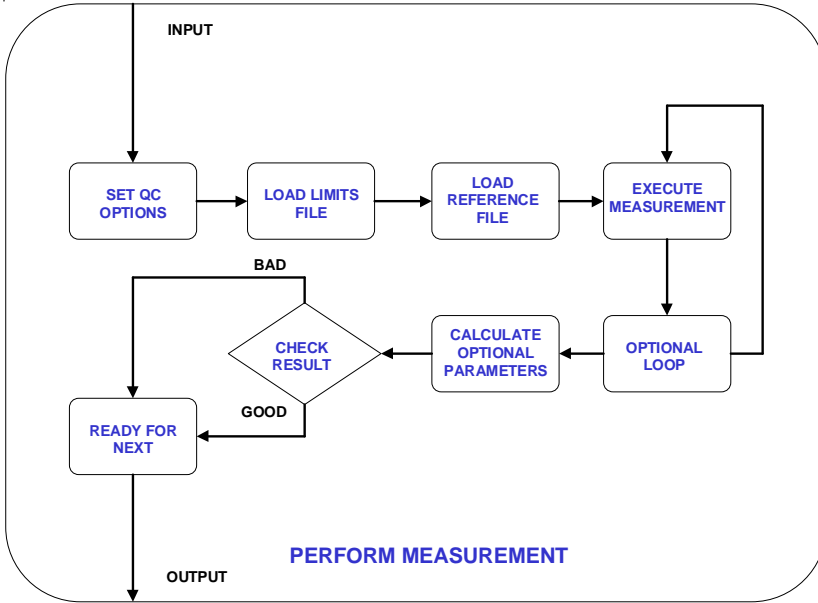 INPUT
SET QC
OPTIONS
LOAD LIMITS
FILE
LOAD
REFERENCE
FILE
EXECUTE
MEASUREMENT
BAD
CHECK
RESULT
CALCULATE
OPTIONAL
PARAMETERS
OPTIONAL
LOOP
GOOD
READY FOR
NEXT
PERFORM MEASUREMENT
OUTPUT